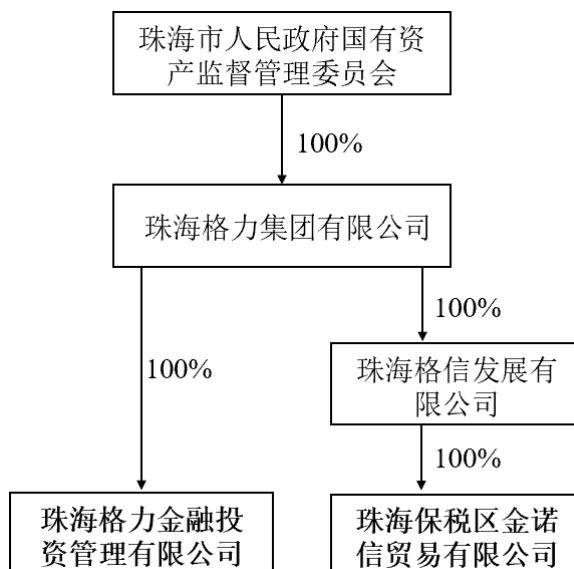 珠海市人民政府国有资
产监督管理委员会
100%
珠海格力集团有限公司
100%
100%
珠海格信发展有
限公司
100%
珠海格力金融投
资管理有限公司
珠海保税区金诺
信贸易有限公司